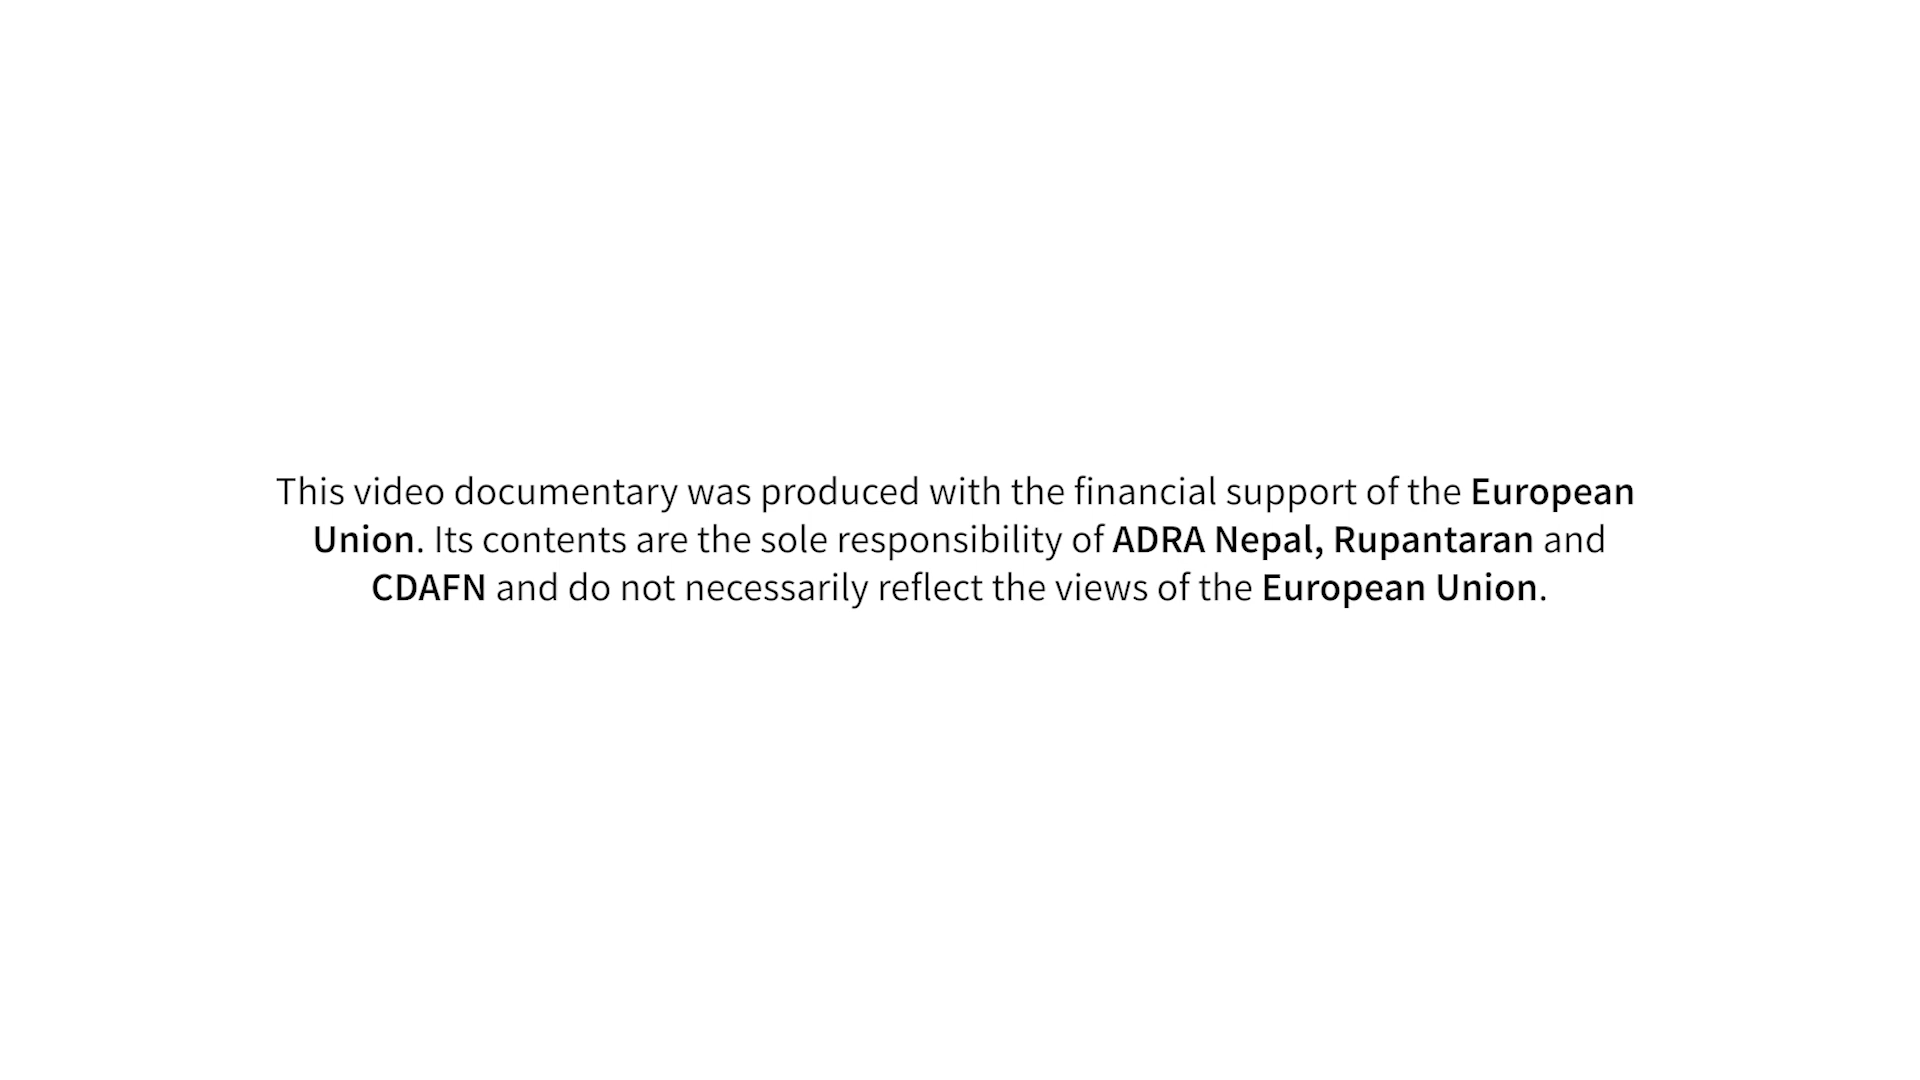 This video documentary was produced with the financial support of the European
Union. Its contents are the sole responsibility of ADRA Nepal, Rupantaran and
CDAFN and do not necessarily reflect the views of the European Union.